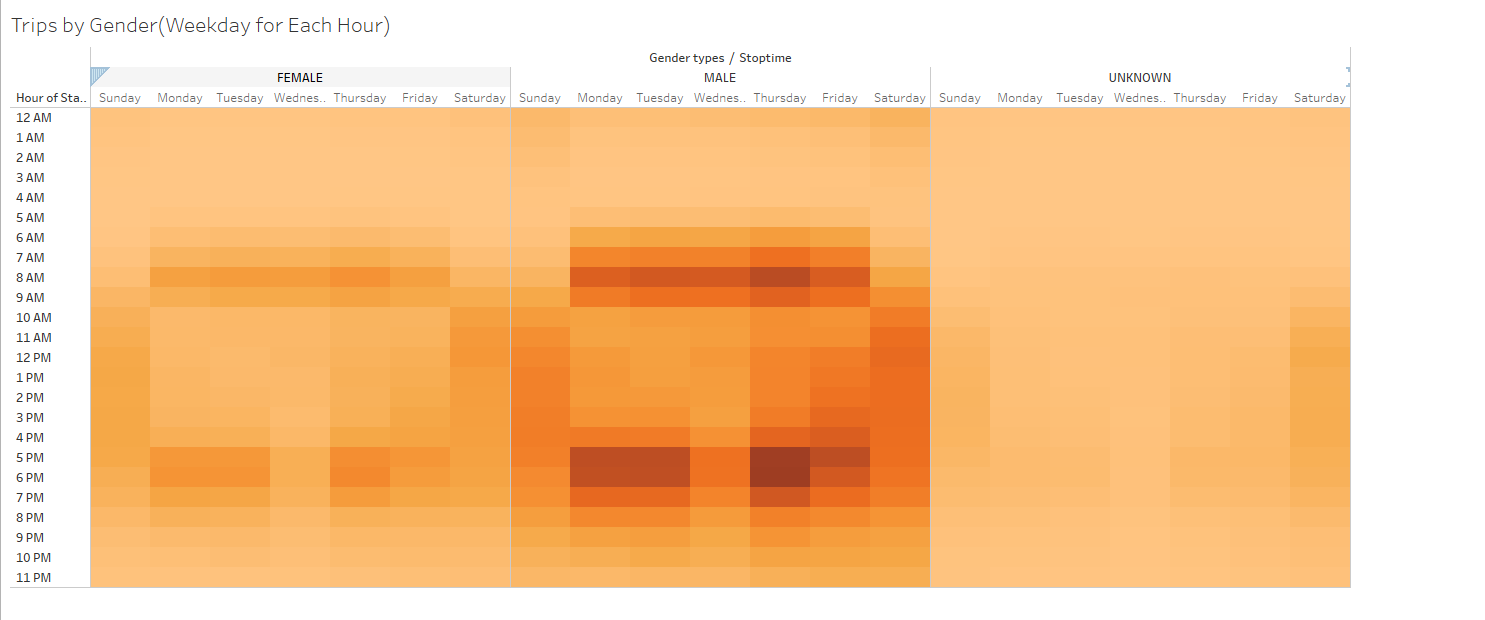 Trips by Gender(Weekday for Each Hour)
Gender types / Stoptime
FEMALE MALE UNKNOWN
Hour of Sta.. Sunday Monday Tuesday Wednes.. Thursday Friday Saturday Sunday Monday Tuesday Wednes.. Thursday Friday Saturday Sunday Monday Tuesday Wednes.. Thursday Friday Saturday
12 AM
1 AM
2 AM
3 AM
4 AM
5 AM
6 AM
7 AM
8 AM
9 AM
10 AM
11 AM
12 PM
1 PM
2 PM
3 PM
4 PM
5 PM
6 PM
7 PM
8 PM
9 PM
10 PM
11 PM